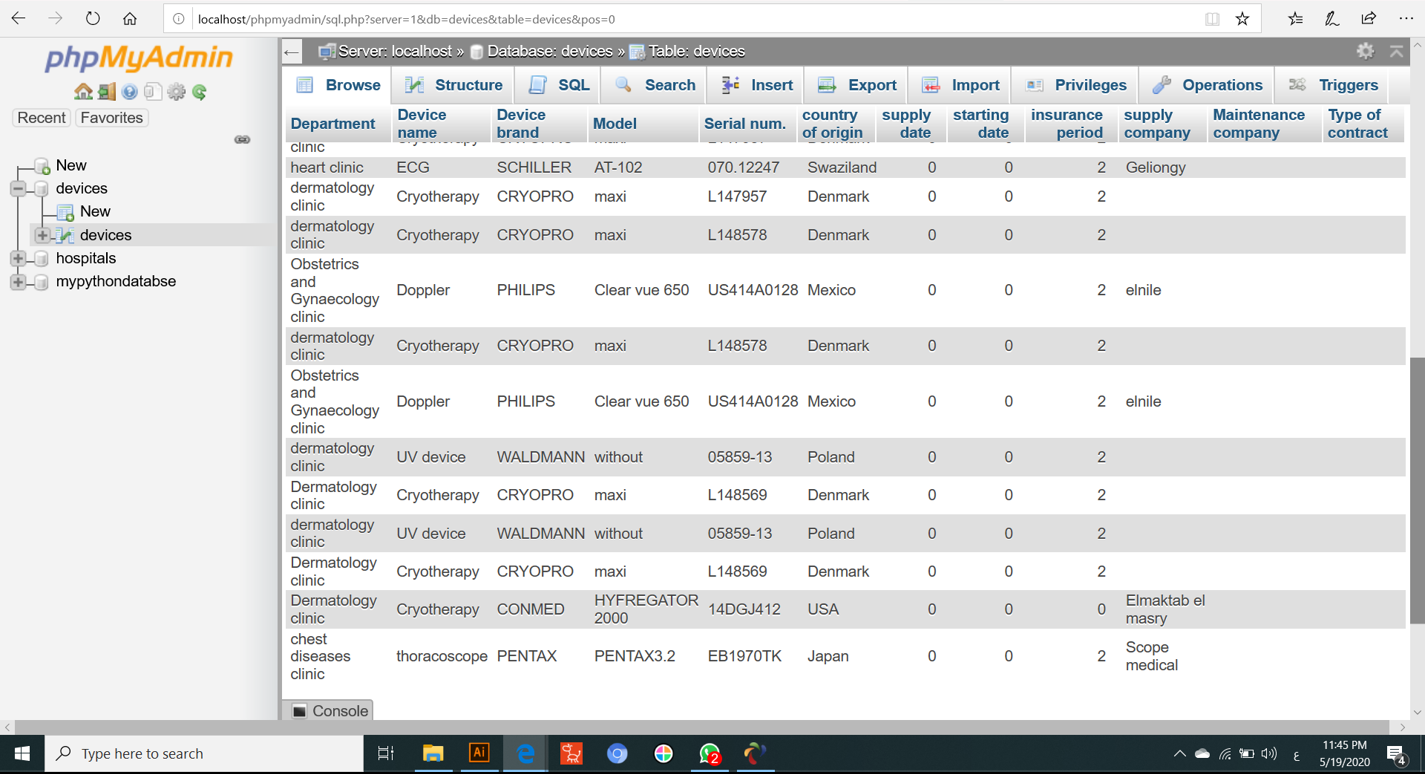 localhost/phpmyadmin/sql.php?server=1&db=devices&table=devices&pos=0
phpMyAdmin
Recent Favorites
New
devices
New
devices
hospitals
mypythondatabse
Server: localhost » Database: devices » Table: devices
Browse Structure SQL Search Insert Export Import Privileges Operations Triggers
Department Device name Device brand Model Serial num. country of origin supply date starting date insurance period supply company Maintenance company Type of contract
clinic
heart clinic ECG SCHILLER AT-102 070.12247 Swaziland 0 0 2 Geliongy
dermatology clinic Cryotherapy CRYOPRO maxi L147957 Denmark 0 0 2
dermatology clinic Cryotherapy CRYOPRO maxi L148578 Denmark 0 0 2
Obstetrics and Gynaecology clinic Doppler PHILIPS Clear vue 650 US414A0128 Mexico 0 0 2 elnile
dermatology clinic Cryotherapy CRYOPRO maxi L148578 Denmark 0 0 2
Obstetrics and Gynaecology clinic Doppler PHILIPS Clear vue 650 US414A0128 Mexico 0 0 2 elnile
dermatology clinic UV device WALDMANN without 05859-13 Poland 0 0 2
Dermatology clinic Cryotherapy CRYOPRO maxi L148569 Denmark 0 0 2
dermatology clinic UV device WALDMANN without 05859-13 Poland 0 0 2
Dermatology clinic Cryotherapy CRYOPRO maxi L148569 Denmark 0 0 2
Dermatology clinic Cryotherapy CONMED HYFREGATOR 2000 14DGJ412 USA 0 0 0 Elmaktab el masry
chest diseases clinic thoracoscope PENTAX PENTAX3.2 EB1970TK Japan 0 0 2 Scope medical
Console
Type here to search
Ai
2
ع
11:45 PM
5/19/2020
4